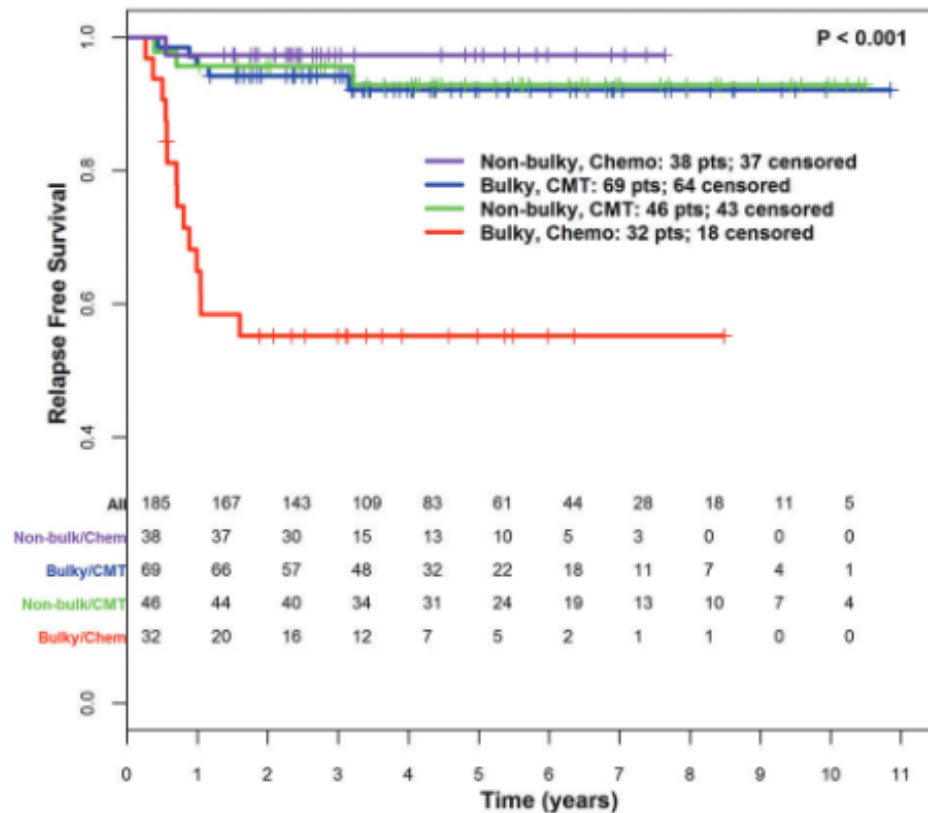 1.0
P < 0.001
Non-bulky, Chemo: 38 pts; 37 censored
Bulky, CMT: 69 pts; 64 censored
Non-bulky, CMT: 46 pts; 43 censored
Bulky, Chemo: 32 pts; 18 censored
0.8
0.6
Relapse Free Survival
0.4
All 185 167 143 109 83 61 44 28 18 11 5
Non-bulk/Chem 38 37 30 15 13 10 5 3 0 0 0
Bulky/CMT 69 66 57 48 32 22 18 11 7 4 1
Non-bulk/CMT 46 44 40 34 31 24 19 13 10 7 4
Bulky/Chem 32 20 16 12 7 5 2 1 1 0 0
0.0
0 1 2 3 4 5 6 7 8 9 10 11
Time (years)